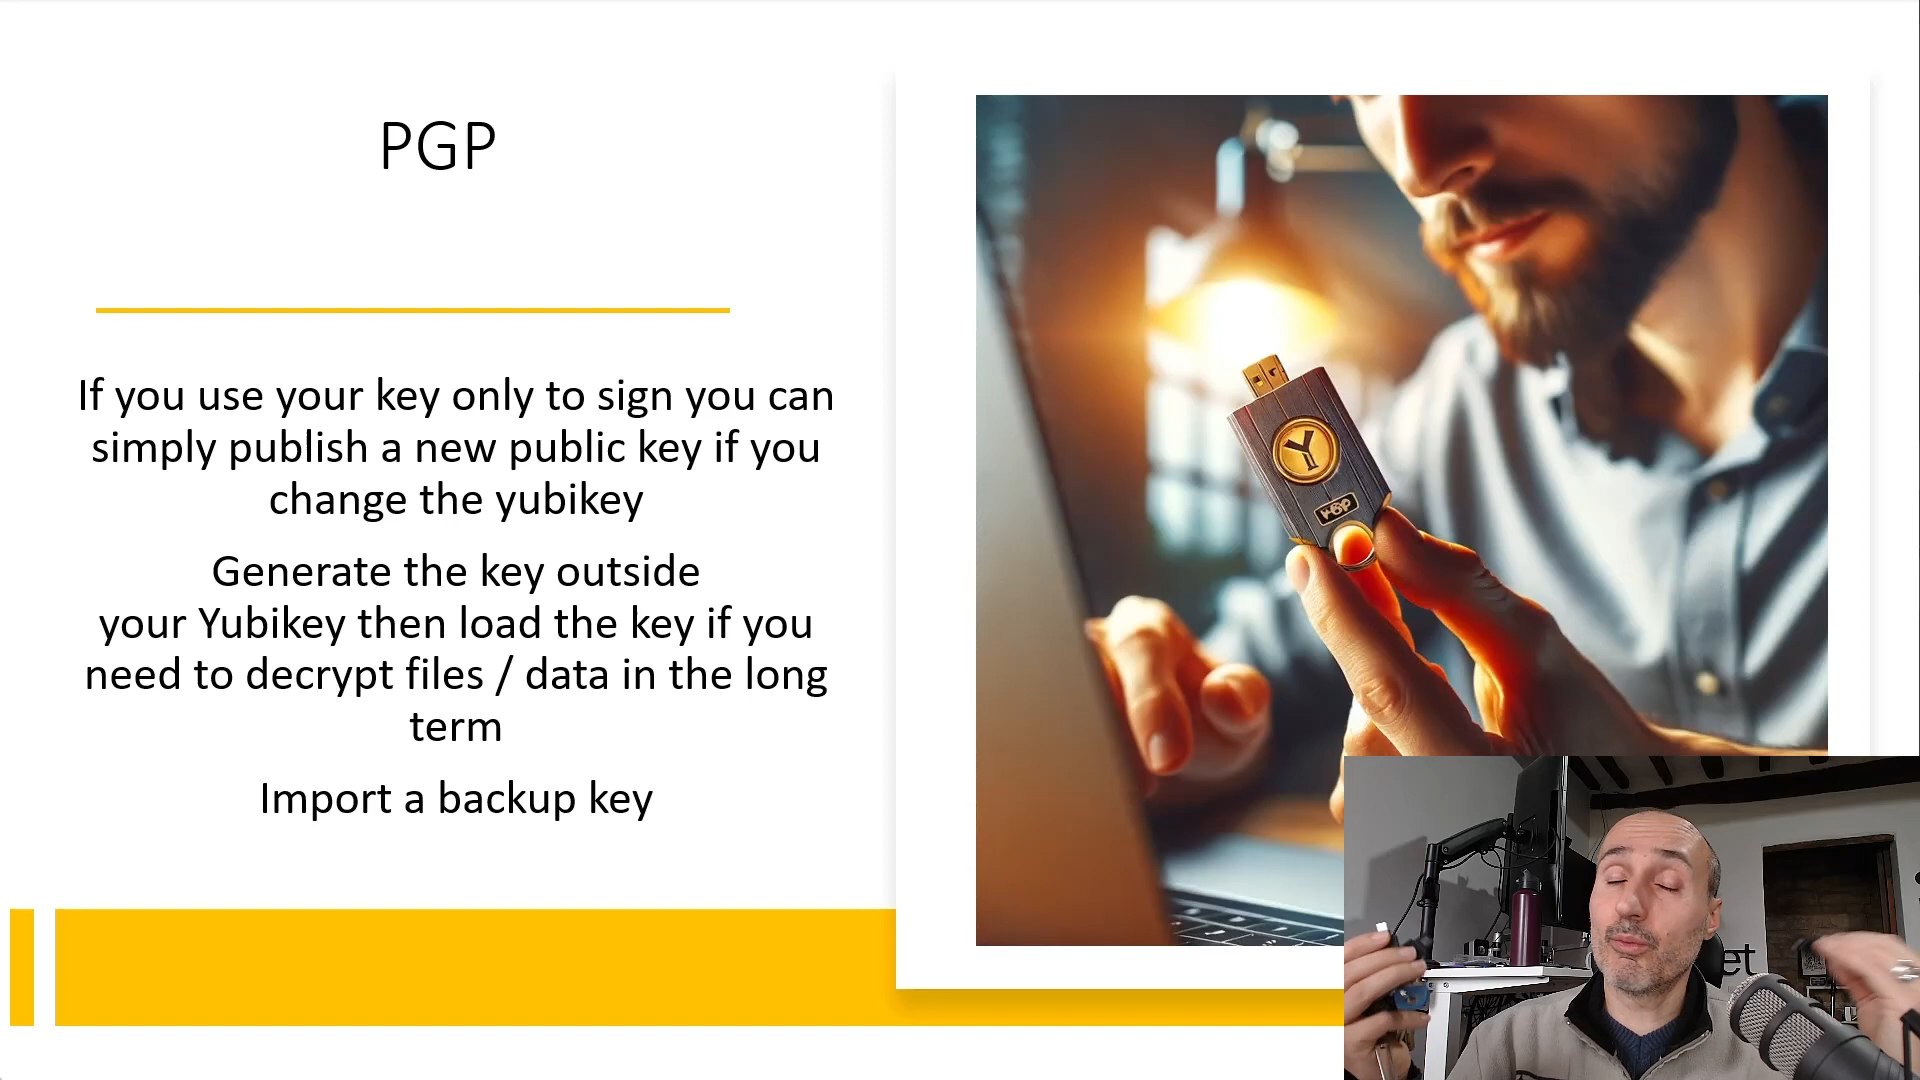 PGP
If you use your key only to sign you can
simply publish a new public key if you
change the yubikey
Generate the key outside
your Yubikey then load the key if you
need to decrypt files / data in the long
term
Import a backup key
Y
et